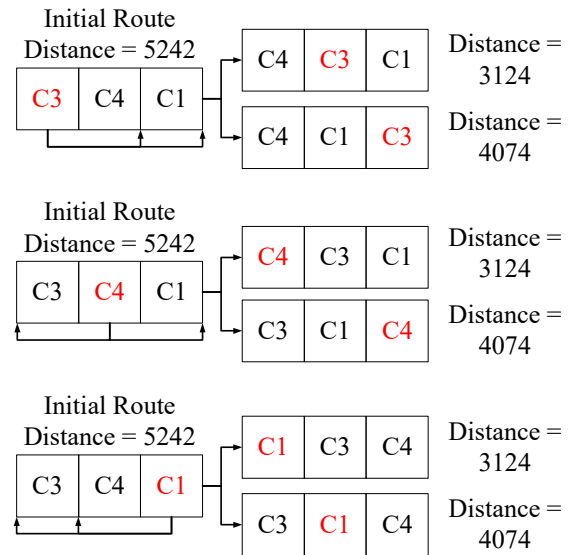 Initial Route
Distance = 5242
C3 C4 C1
C4 C3 C1
Distance =
3124
C4 C1 C3
Distance =
4074
Initial Route
Distance = 5242
C3 C4 C1
C4 C3 C1
Distance =
3124
C3 C1 C4
Distance =
4074
Initial Route
Distance = 5242
C3 C4 C1
C1 C3 C4
Distance =
3124
C3 C1 C4
Distance =
4074